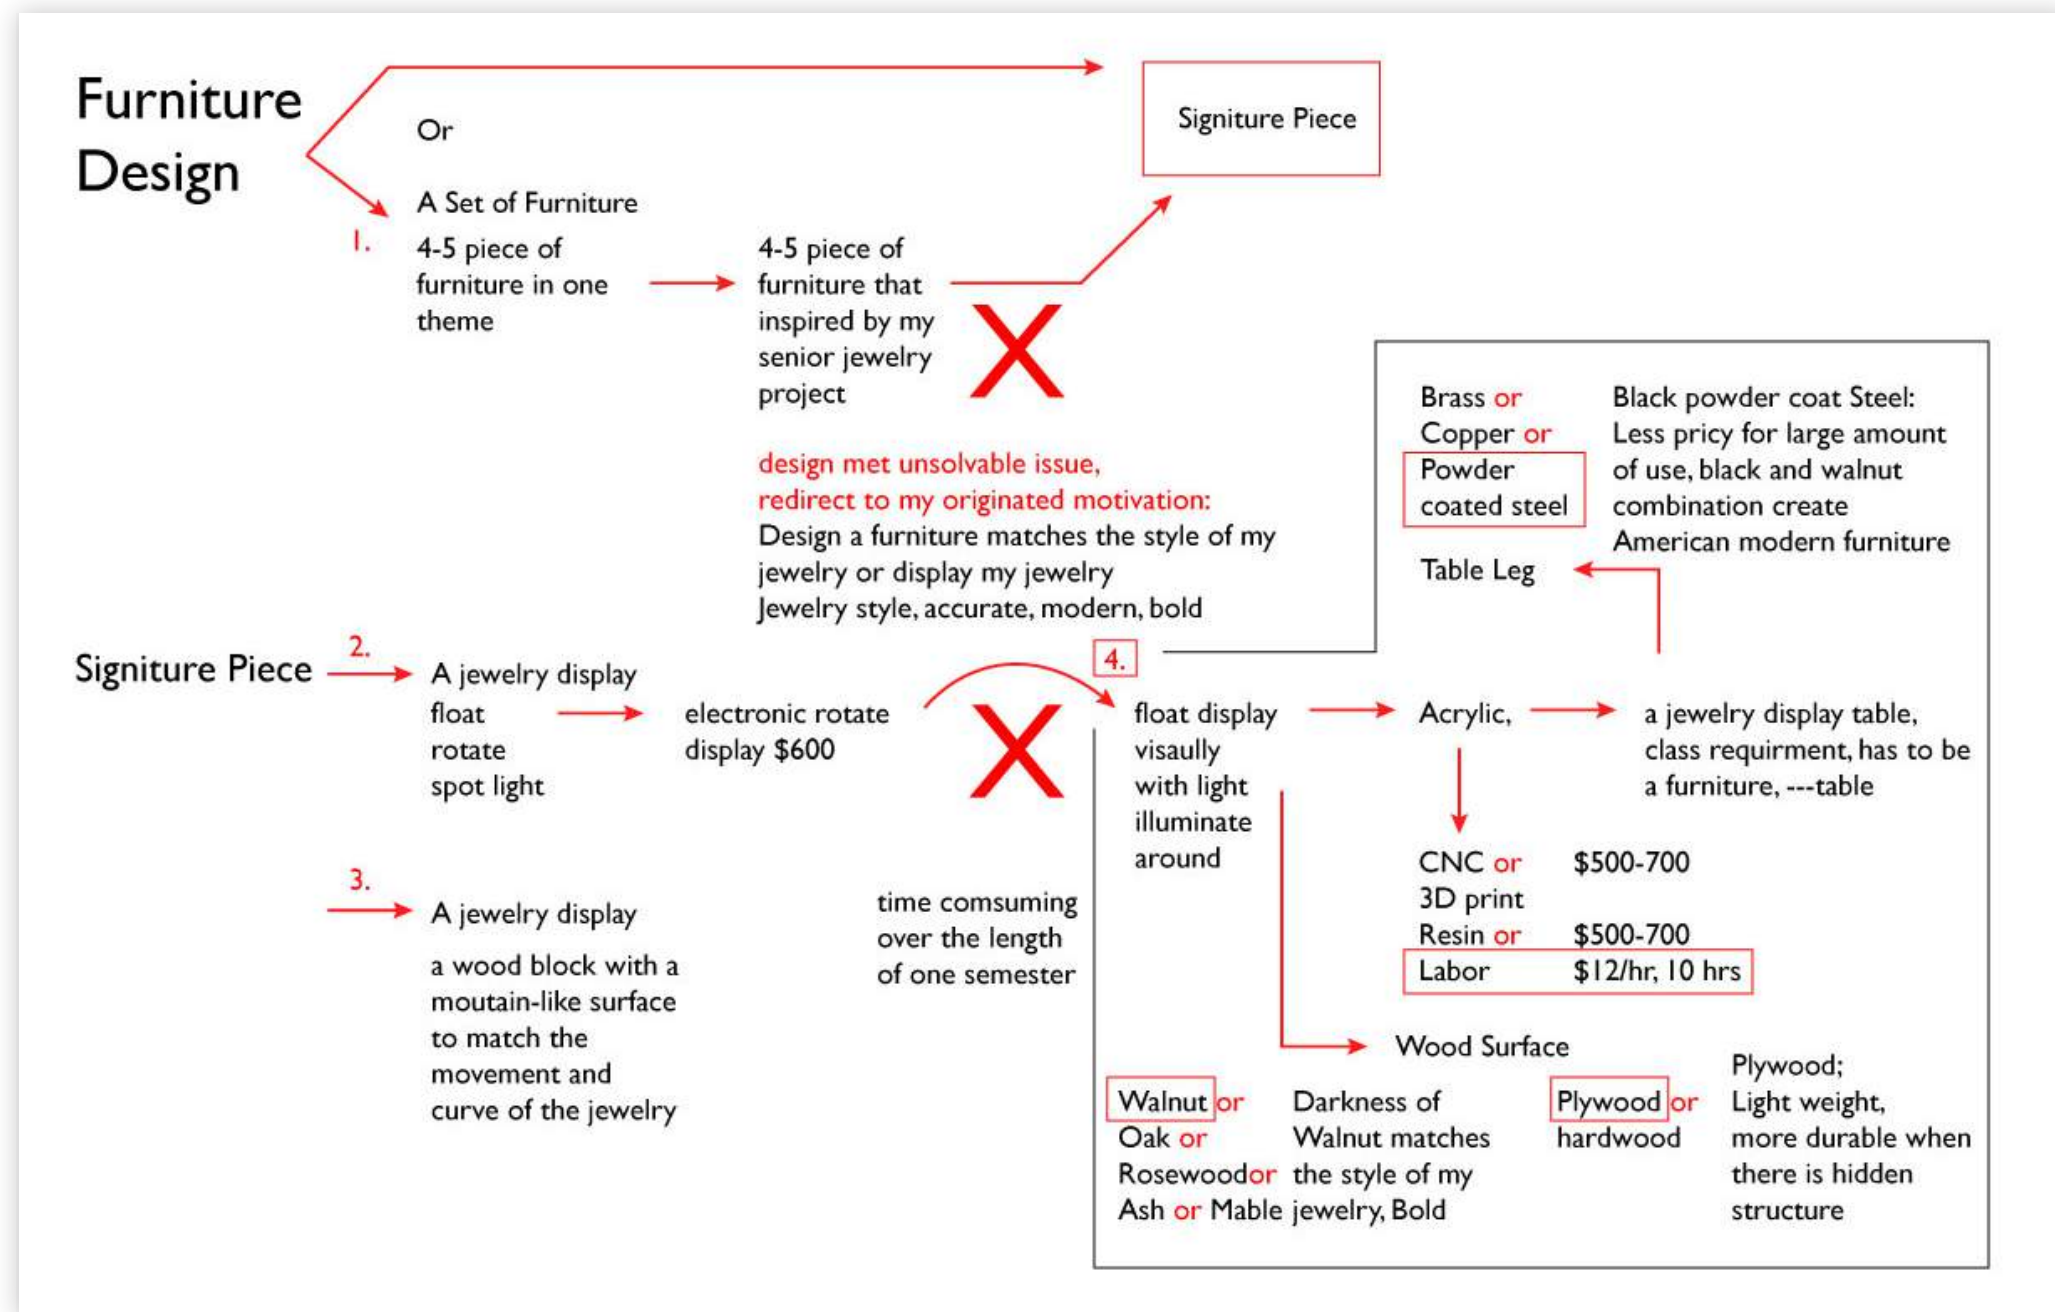 Furniture
Design
Or
Signiture Piece
A Set of Furniture
1.
4-5 piece of
furniture in one
theme
4-5 piece of
furniture that
inspired by my
senior jewelry
project
X
design met unsolvable issue,
redirect to my originated motivation:
Design a furniture matches the style of my
jewelry or display my jewelry
Jewelry style, accurate, modern, bold
Signiture Piece
2.
A jewelry display
float
rotate
spot light
electronic rotate
display $600
X
3.
A jewelry display
a wood block with a
moutain-like surface
to match the
movement and
curve of the jewelry
time comsuming
over the length
of one semester
4.
float display
visaully
with light
illuminate
around
Acrylic,
a jewelry display table,
class requirment, has to be
a furniture, ---table
Brass or
Copper or
Powder
coated steel
Table Leg
Black powder coat Steel:
Less pricy for large amount
of use, black and walnut
combination create
American modern furniture
CNC or $500-700
3D print
Resin or $500-700
Labor $12/hr, 10 hrs
Wood Surface
Walnut or
Oak or
Rosewoodor
Ash or Mable
Darkness of
Walnut matches
the style of my
jewelry, Bold
Plywood or
hardwood
Plywood;
Light weight,
more durable when
there is hidden
structure